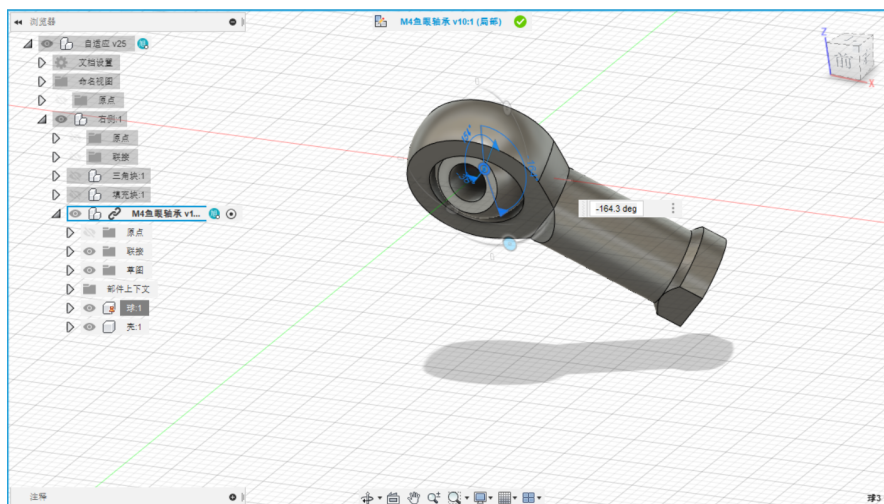 浏览器
M4鱼眼轴承 v10:1 (局部)
自适应 v25
文档设置
命名视图
原点
右侧:1
原点
联接
三角块:1
填充块:1
M4鱼眼轴承 v1...
原点
联接
草图
部件上下文
球:1
壳:1
Z
X
-164.3 deg
注释
球3